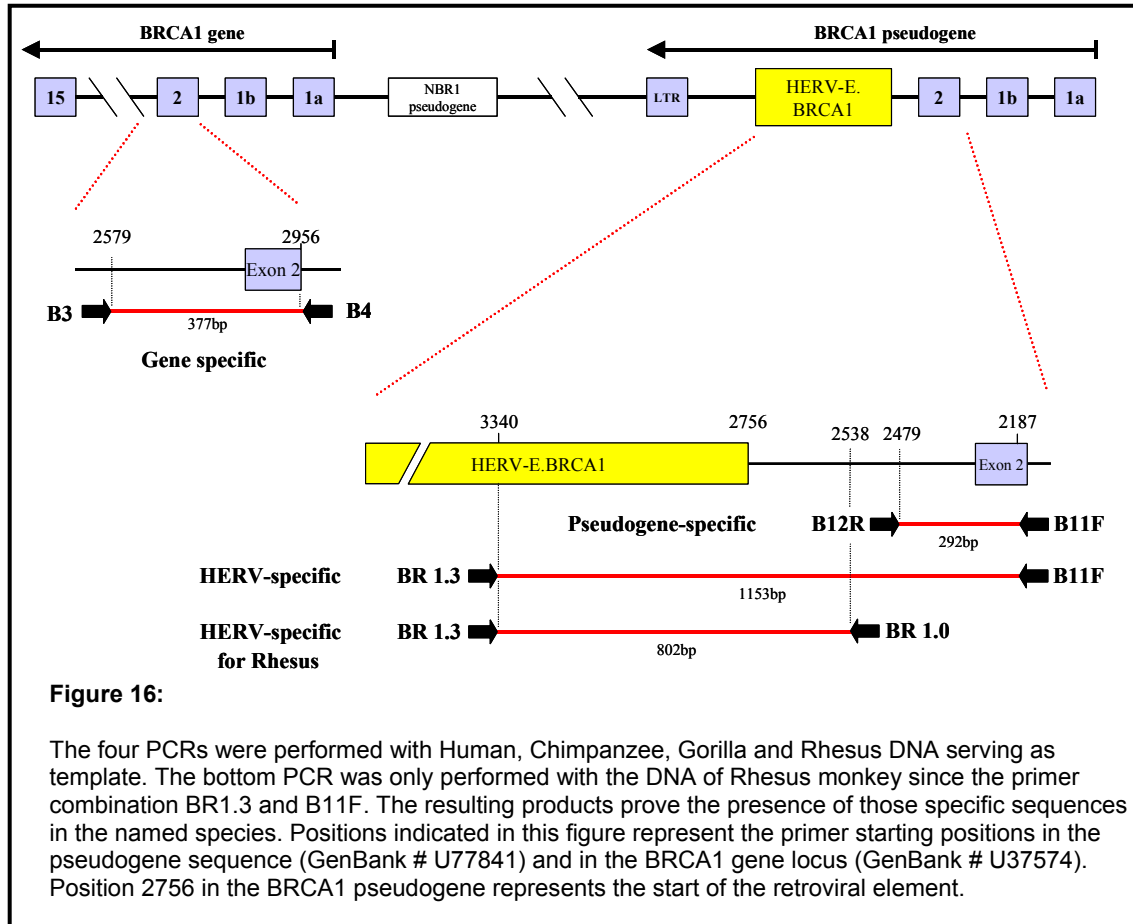 BRCA1 gene
BRCA1 pseudogene
15
2
1b
1a
NBR1
pseudogene
LTR
HERV-E.
BRCA1
2
1b
1a
2579
2956
Exon 2
B3
B4
377bp
Gene specific
3340
2756
2538
2479
2187
HERV-E.BRCA1
Exon 2
Pseudogene-specific
B12R
B11F
292bp
HERV-specific
BR 1.3
B11F
1153bp
HERV-specific
for Rhesus
BR 1.3
BR 1.0
802bp
Figure 16:
The four PCRs were performed with Human, Chimpanzee, Gorilla and Rhesus DNA serving as
template. The bottom PCR was only performed with the DNA of Rhesus monkey since the primer
combination BR1.3 and B11F. The resulting products prove the presence of those specific sequences
in the named species. Positions indicated in this figure represent the primer starting positions in the
pseudogene sequence (GenBank # U77841) and in the BRCA1 gene locus (GenBank # U37574).
Position 2756 in the BRCA1 pseudogene represents the start of the retroviral element.